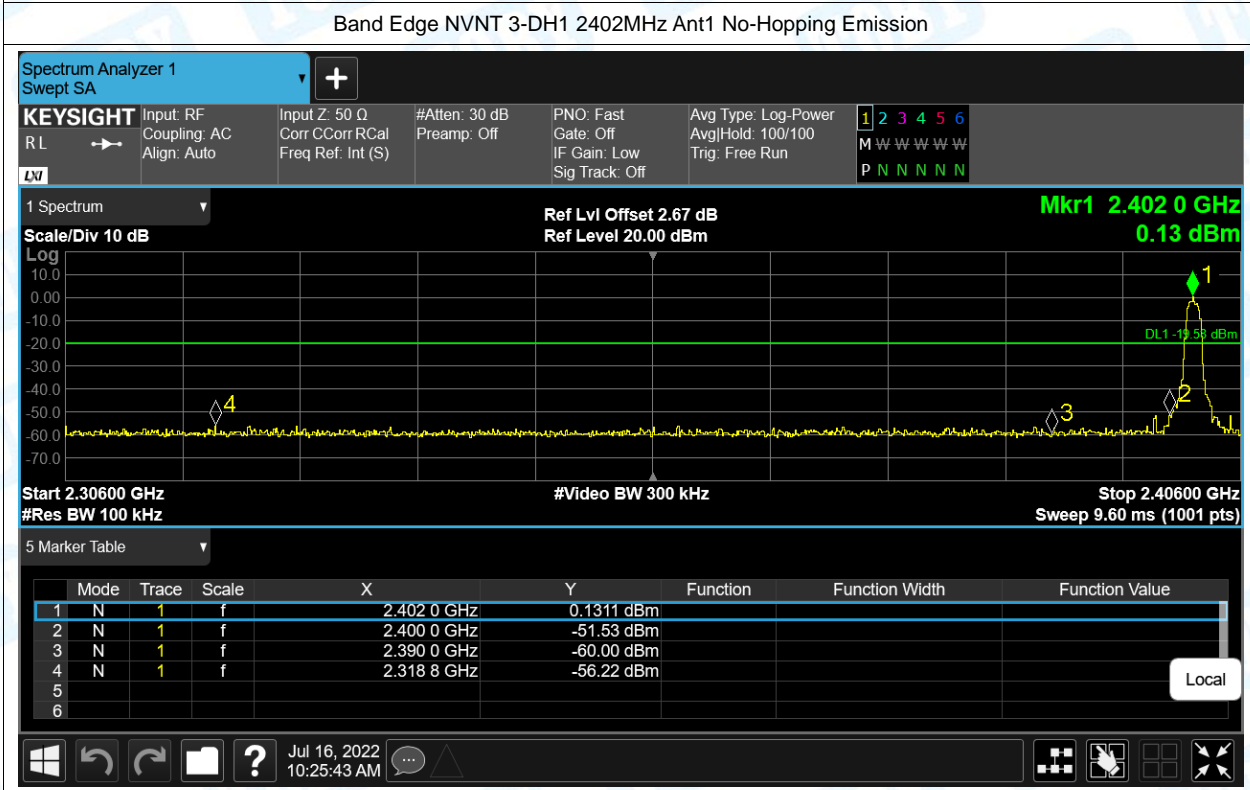 Band Edge NVNT 3-DH1 2402MHz Ant1 No-Hopping Emission
Spectrum Analyzer 1
Swept SA
KEYSIGHT
RL
LXI
Input: RF
Coupling: AC
Align: Auto
Input Z: 50 Ω
Corr CCorr RCal
Freq Ref: Int (S)
#Atten: 30 dB
Preamp: Off
PNO: Fast
Gate: Off
IF Gain: Low
Sig Track: Off
Avg Type: Log-Power
Avg|Hold: 100/100
Trig: Free Run
1 2 3 4 5 6
M W W W W W W
P N N N N N N
1 Spectrum
Scale/Div 10 dB
Ref Lvl Offset 2.67 dB
Ref Level 20.00 dBm
Mkr1 2.402 0 GHz
0.13 dBm
Log
10.0
0.00
-10.0
-20.0
-30.0
-40.0
-50.0
-60.0
-70.0
1
DL1 -19.53 dBm
2
3
4
Start 2.30600 GHz
#Video BW 300 kHz
Stop 2.40600 GHz
#Res BW 100 kHz
Sweep 9.60 ms (1001 pts)
5 Marker Table
Mode Trace Scale X Y Function Function Width Function Value
1 N 1 f 2.402 0 GHz 0.1311 dBm
2 N 1 f 2.400 0 GHz -51.53 dBm
3 N 1 f 2.390 0 GHz -60.00 dBm
4 N 1 f 2.318 8 GHz -56.22 dBm
5
6
Local
?
Jul 16, 2022
10:25:43 AM